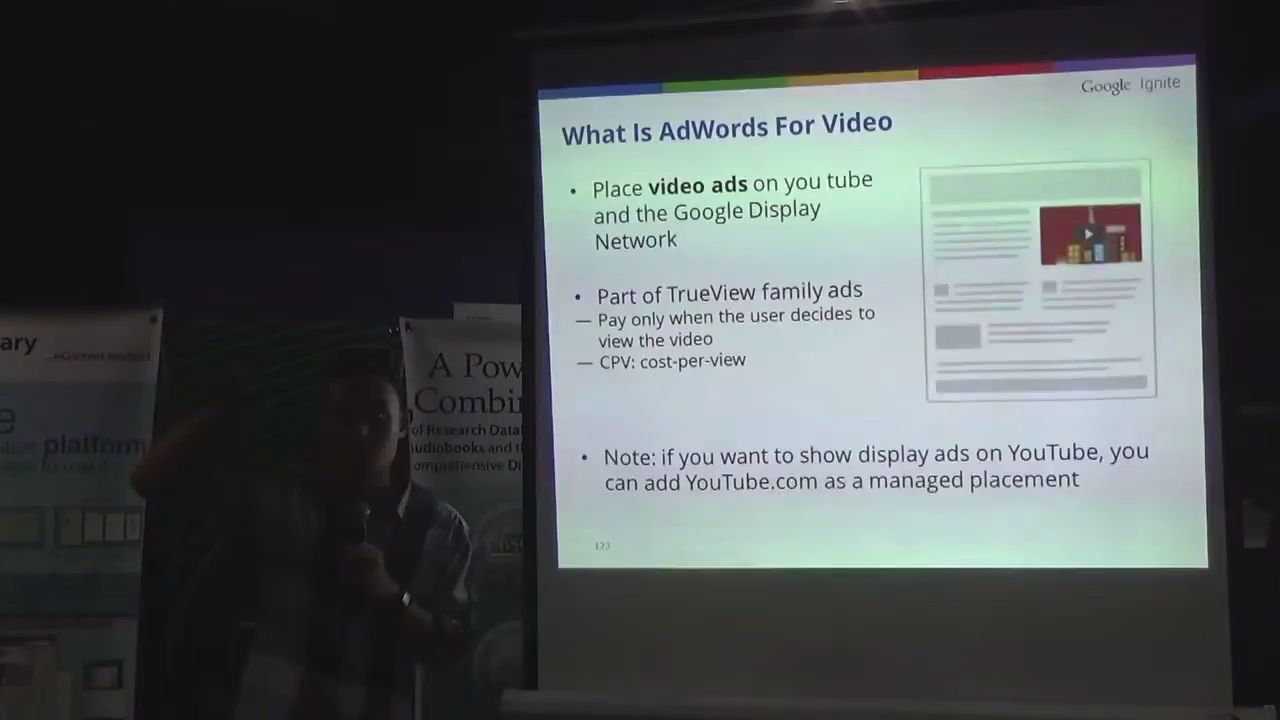 Google Ignite
What Is AdWords For Video
• Place video ads on you tube
and the Google Display
Network
• Part of TrueView family ads
— Pay only when the user decides to
view the video
— CPV: cost-per-view
• Note: if you want to show display ads on YouTube, you
can add YouTube.com as a managed placement
123
ary
e
platform
A Pow
Combi
of Research Data
udiobooks and t
omprehensive Di